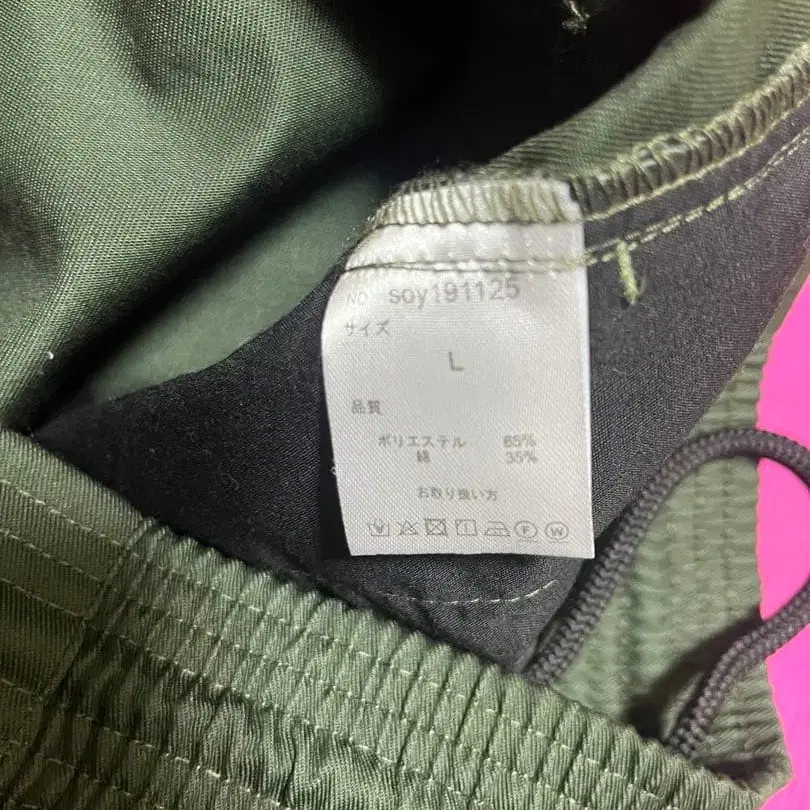 NO soy191125
サイズ
L
品質
ポリエステル 65%
綿 35%
お取り扱い方
F W